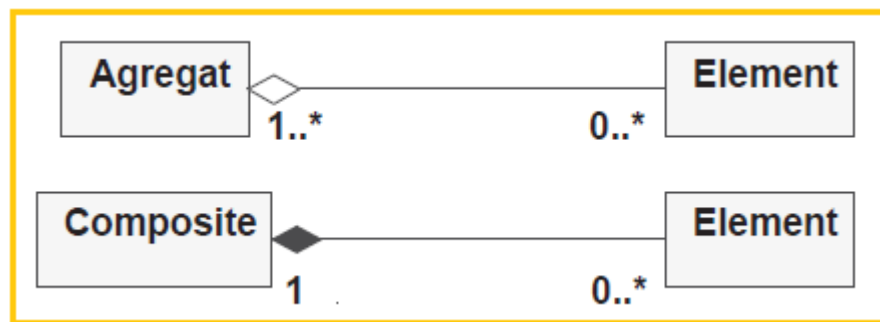 Agregat
Element
1..*
0..*
Composite
Element
1
0..*